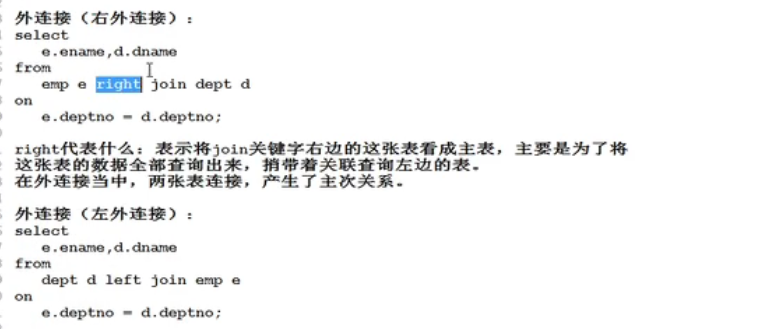 外连接（右外连接）：
select
e.ename,d.dname
from
emp e right join dept d
on
e.deptno = d.deptno;
right代表什么：表示将join关键字右边的这张表看成主表，主要是为了将
这张表的数据全部查询出来，捎带着关联查询左边的表。
在外连接当中，两张表连接，产生了主次关系。
外连接（左外连接）：
select
e.ename,d.dname
from
dept d left join emp e
on
e.deptno = d.deptno;